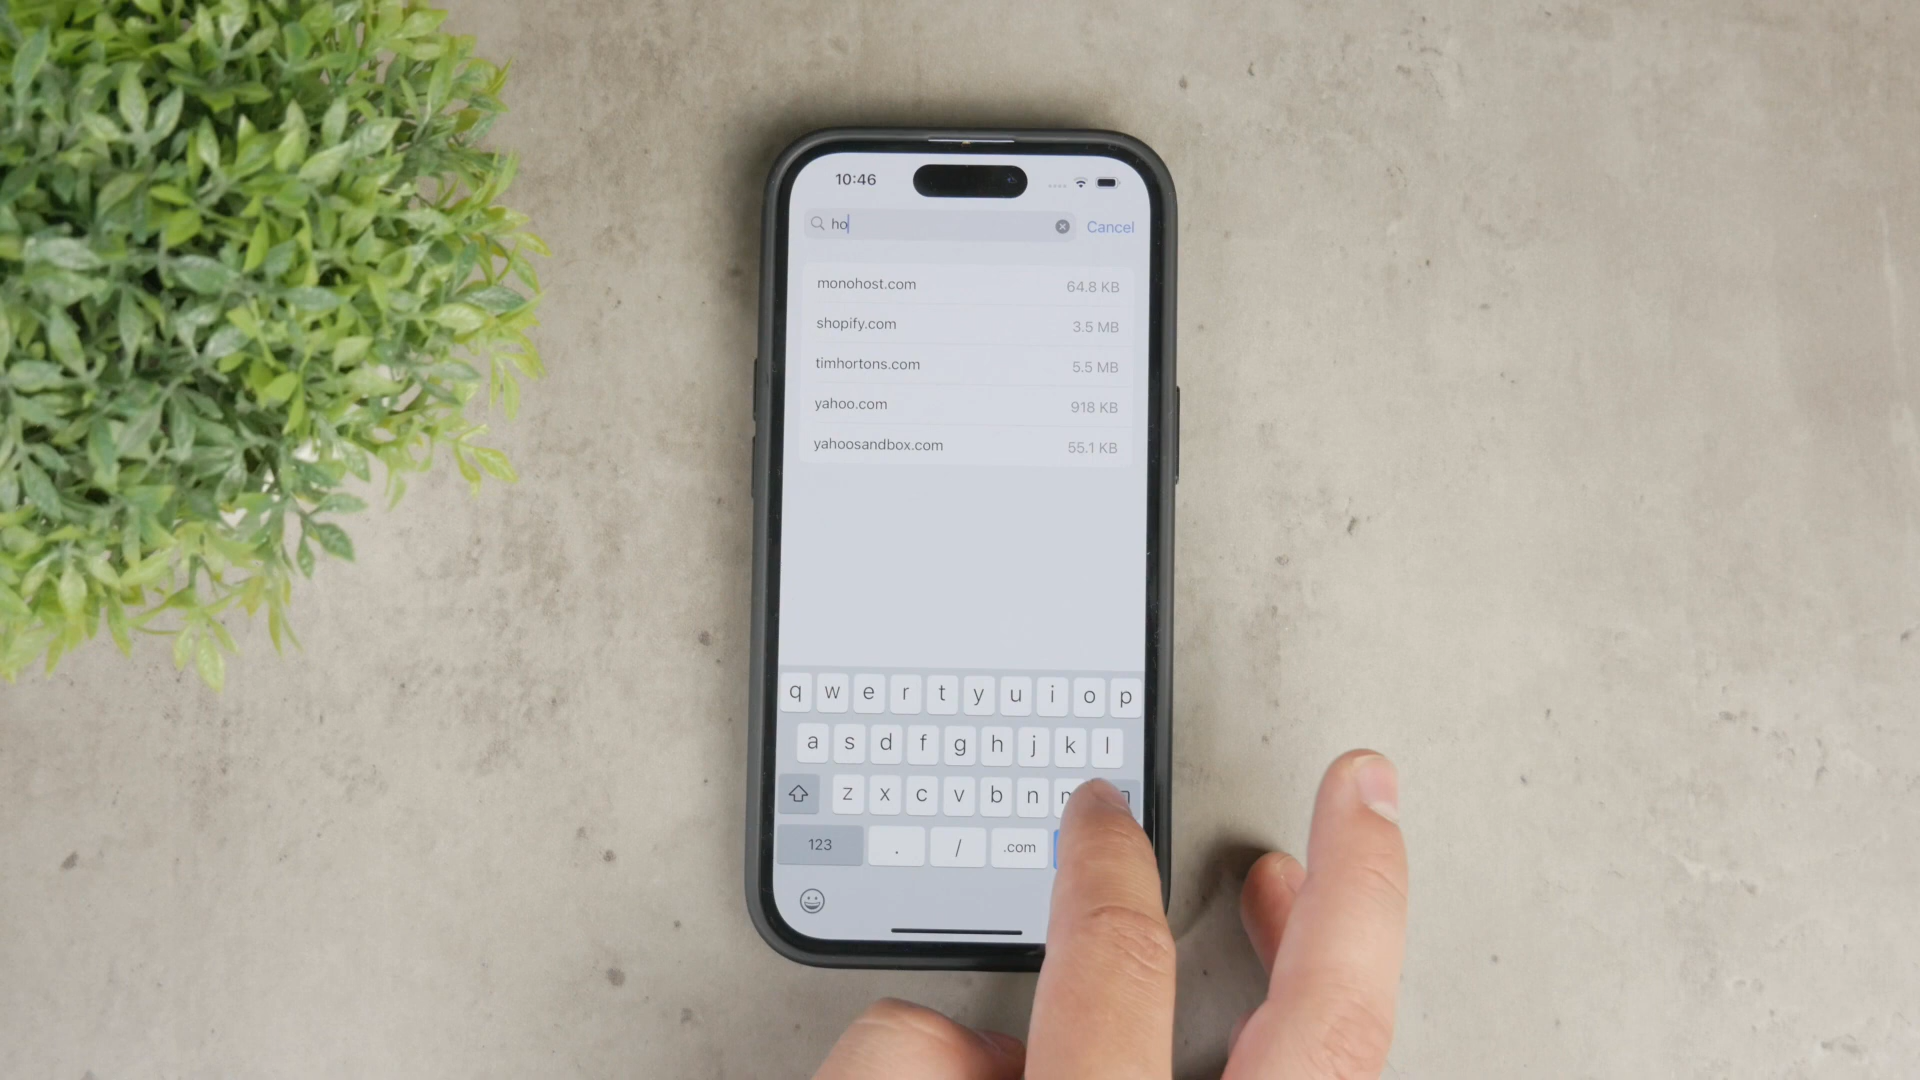 10:46
ho
Cancel
monohost.com 64.8 KB
shopify.com 3.5 MB
timhortons.com 5.5 MB
yahoo.com 918 KB
yahoosandbox.com 55.1 KB
q w e r t y u i o p
a s d f g h j k l
z x c v b n m
123 . / .com